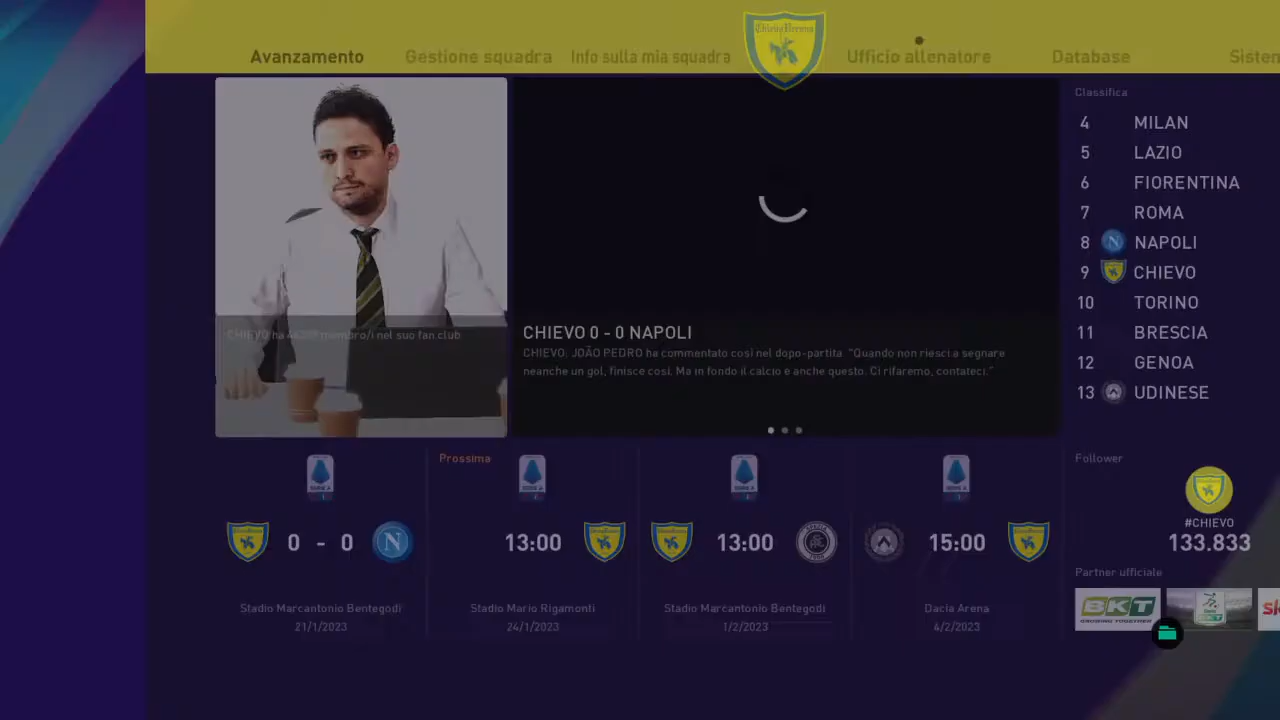 Avanzamento
Gestione squadra
Info sulla mia squadra
Ufficio allenatore
Database
Sisten
ChievoVerona
CHIEVO 0 - 0 NAPOLI
CHIEVO: JOÃO PEDRO ha commentato così nel dopo-partita "Quando non riesci a segnare
neanche un gol, finisce così. Ma in fondo il calcio è anche questo. Ci rifaremo, contateci."
Classifica
4 MILAN
5 LAZIO
6 FIORENTINA
7 ROMA
8 NAPOLI
9 CHIEVO
10 TORINO
11 BRESCIA
12 GENOA
13 UDINESE
Prossima
0 - 0
13:00
13:00
15:00
Stadio Marcantonio Bentegodi
21/1/2023
Stadio Mario Rigamonti
24/1/2023
Stadio Marcantonio Bentegodi
1/2/2023
Dacia Arena
4/2/2023
Follower
#CHIEVO
133.833
Partner ufficiale
BKT
sk